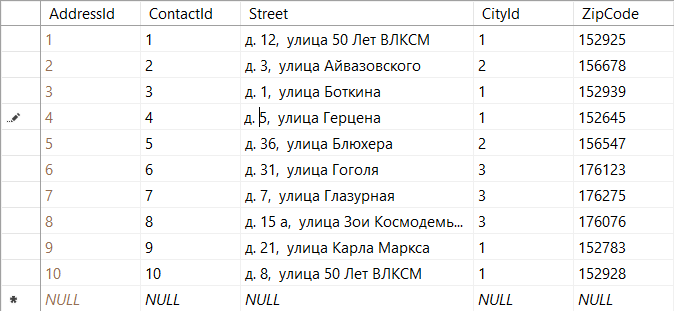 AddressId ContactId Street CityId ZipCode
1 1 д. 12, улица 50 Лет ВЛКСМ 1 152925
2 2 д. 3, улица Айвазовского 2 156678
3 3 д. 1, улица Боткина 1 152939
4 4 д. 5, улица Герцена 1 152645
5 5 д. 36, улица Блюхера 2 156547
6 6 д. 31, улица Гоголя 3 176123
7 7 д. 7, улица Глазурная 3 176275
8 8 д. 15 а, улица Зои Космодемь... 3 176076
9 9 д. 21, улица Карла Маркса 1 152783
10 10 д. 8, улица 50 Лет ВЛКСМ 1 152928
NULL NULL NULL NULL NULL